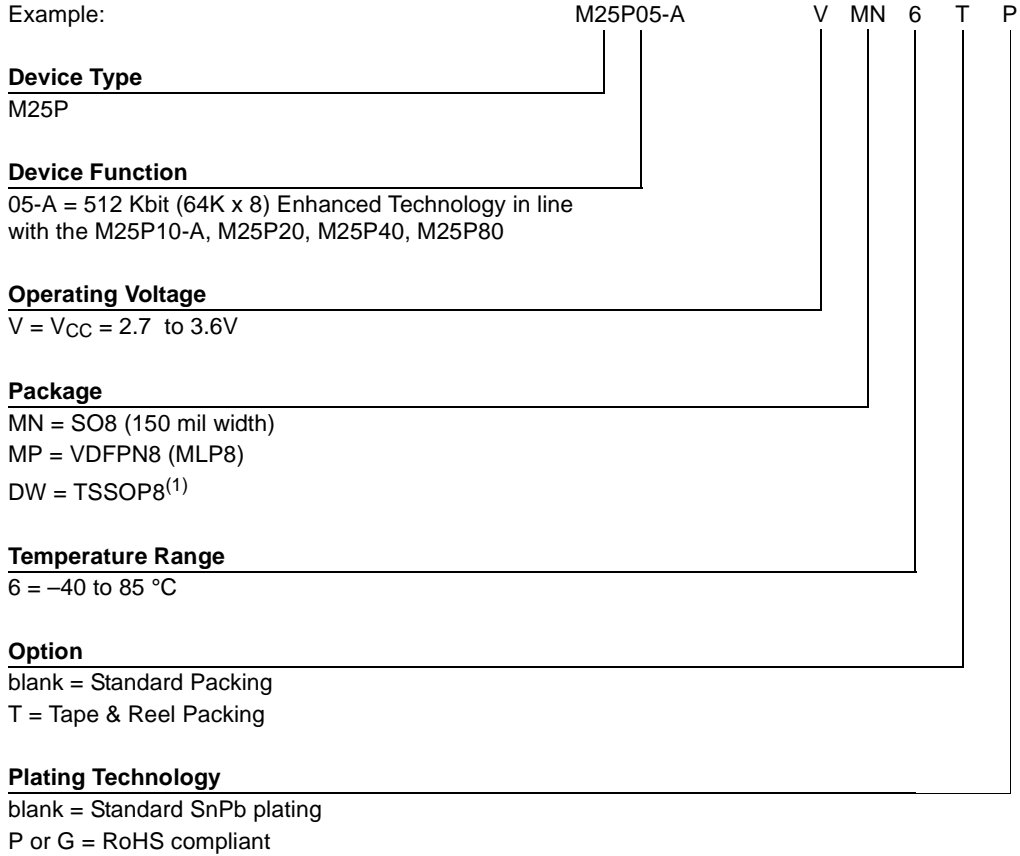 Example: M25P05-A V MN 6 T P
Device Type
M25P
Device Function
05-A = 512 Kbit (64K x 8) Enhanced Technology in line
with the M25P10-A, M25P20, M25P40, M25P80
Operating Voltage
V = VCC = 2.7 to 3.6V
Package
MN = SO8 (150 mil width)
MP = VDFPN8 (MLP8)
DW = TSSOP8(1)
Temperature Range
6 = –40 to 85 °C
Option
blank = Standard Packing
T = Tape & Reel Packing
Plating Technology
blank = Standard SnPb plating
P or G = RoHS compliant